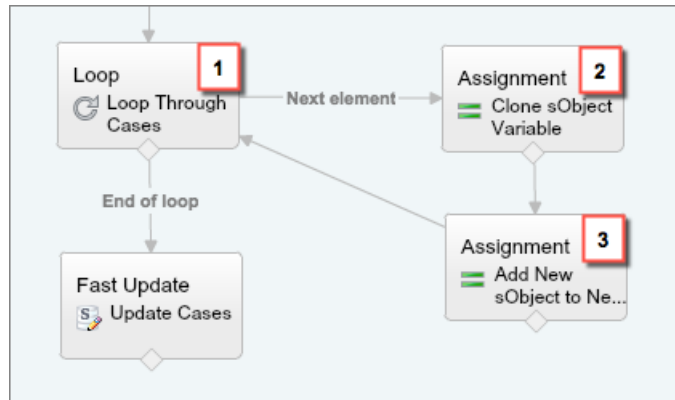 Loop
1
Loop Through
Cases
Next element
Assignment
2
Clone sObject
Variable
End of loop
Assignment
3
Add New
sObject to Ne...
Fast Update
Update Cases